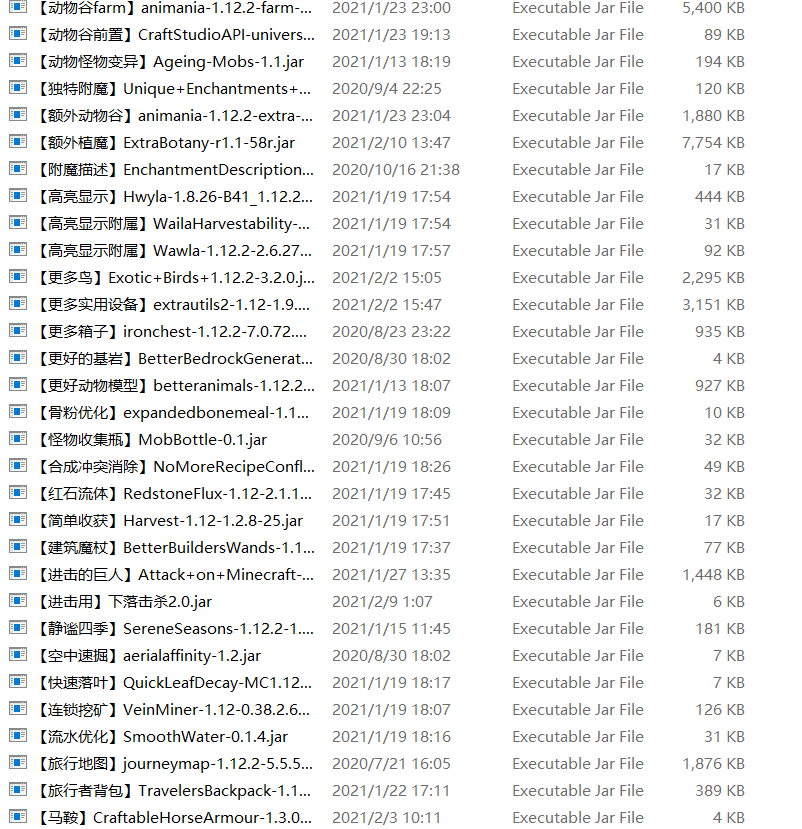 【动物谷farm】animania-1.12.2-farm-... 2021/1/23 23:00 Executable Jar File 5,400 KB
【动物谷前置】CraftStudioAPI-univers... 2021/1/23 19:13 Executable Jar File 89 KB
【动物怪物变异】Ageing-Mobs-1.1.jar 2021/1/13 18:19 Executable Jar File 194 KB
【独特附魔】Unique+Enchantments+... 2020/9/4 22:25 Executable Jar File 120 KB
【额外动物谷】animania-1.12.2-extra-... 2021/1/23 23:04 Executable Jar File 1,880 KB
【额外植魔】ExtraBotany-r1.1-58r.jar 2021/2/10 13:47 Executable Jar File 7,754 KB
【附魔描述】EnchantmentDescription... 2020/10/16 21:38 Executable Jar File 17 KB
【高亮显示】Hwyla-1.8.26-B41_1.12.2... 2021/1/19 17:54 Executable Jar File 444 KB
【高亮显示附属】WailaHarvestability-... 2021/1/19 17:54 Executable Jar File 31 KB
【高亮显示附属】Wawla-1.12.2-2.6.27... 2021/1/19 17:57 Executable Jar File 92 KB
【更多鸟】Exotic+Birds+1.12.2-3.2.0.j... 2021/2/2 15:05 Executable Jar File 2,295 KB
【更多实用设备】extrautils2-1.12-1.9.... 2021/2/2 15:47 Executable Jar File 3,151 KB
【更多箱子】ironchest-1.12.2-7.0.72.... 2020/8/23 23:22 Executable Jar File 935 KB
【更好的基岩】BetterBedrockGenerat... 2020/8/30 18:02 Executable Jar File 4 KB
【更好动物模型】betteranimals-1.12.2... 2021/1/13 18:07 Executable Jar File 927 KB
【骨粉优化】expandedbonemeal-1.1... 2021/1/19 18:09 Executable Jar File 10 KB
【怪物收集瓶】MobBottle-0.1.jar 2020/9/6 10:56 Executable Jar File 32 KB
【合成冲突消除】NoMoreRecipeConfl... 2021/1/19 18:26 Executable Jar File 49 KB
【红石流体】RedstoneFlux-1.12-2.1.1... 2021/1/19 17:45 Executable Jar File 32 KB
【简单收获】Harvest-1.12-1.2.8-25.jar 2021/1/19 17:51 Executable Jar File 17 KB
【建筑魔杖】BetterBuildersWands-1.1... 2021/1/19 17:37 Executable Jar File 77 KB
【进击的巨人】Attack+on+Minecraft-... 2021/1/27 13:35 Executable Jar File 1,448 KB
【进击用】下落击杀2.0.jar 2021/2/9 1:07 Executable Jar File 6 KB
【静谧四季】SereneSeasons-1.12.2-1.... 2021/1/15 11:45 Executable Jar File 181 KB
【空中速掘】aerialaffinity-1.2.jar 2020/8/30 18:02 Executable Jar File 7 KB
【快速落叶】QuickLeafDecay-MC1.12... 2021/1/19 18:17 Executable Jar File 7 KB
【连锁挖矿】VeinMiner-1.12-0.38.2.6... 2021/1/19 18:07 Executable Jar File 126 KB
【流水优化】SmoothWater-0.1.4.jar 2021/1/19 18:16 Executable Jar File 31 KB
【旅行地图】journeymap-1.12.2-5.5.5... 2020/7/21 16:05 Executable Jar File 1,876 KB
【旅行者背包】TravelersBackpack-1.1... 2021/1/22 17:11 Executable Jar File 389 KB
【马鞍】CraftableHorseArmour-1.3.0... 2021/2/3 10:11 Executable Jar File 4 KB